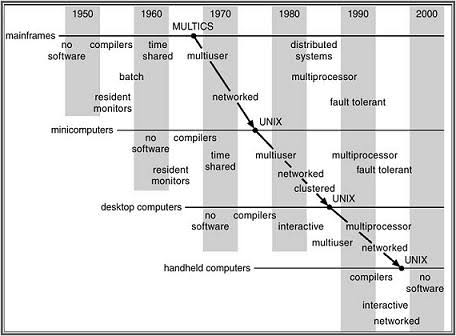 1950 1960 1970 1980 1990 2000
MULTICS
mainframes
no compilers time distributed
software shared multiuser systems
batch multiprocessor
resident networked fault tolerant
monitors
UNIX
minicomputers
no compilers
software time multiuser multiprocessor
resident shared networked fault tolerant
monitors clustered
UNIX
desktop computers
no compilers
software interactive multiprocessor
multiuser networked
UNIX
handheld computers
compilers no
software
interactive
networked